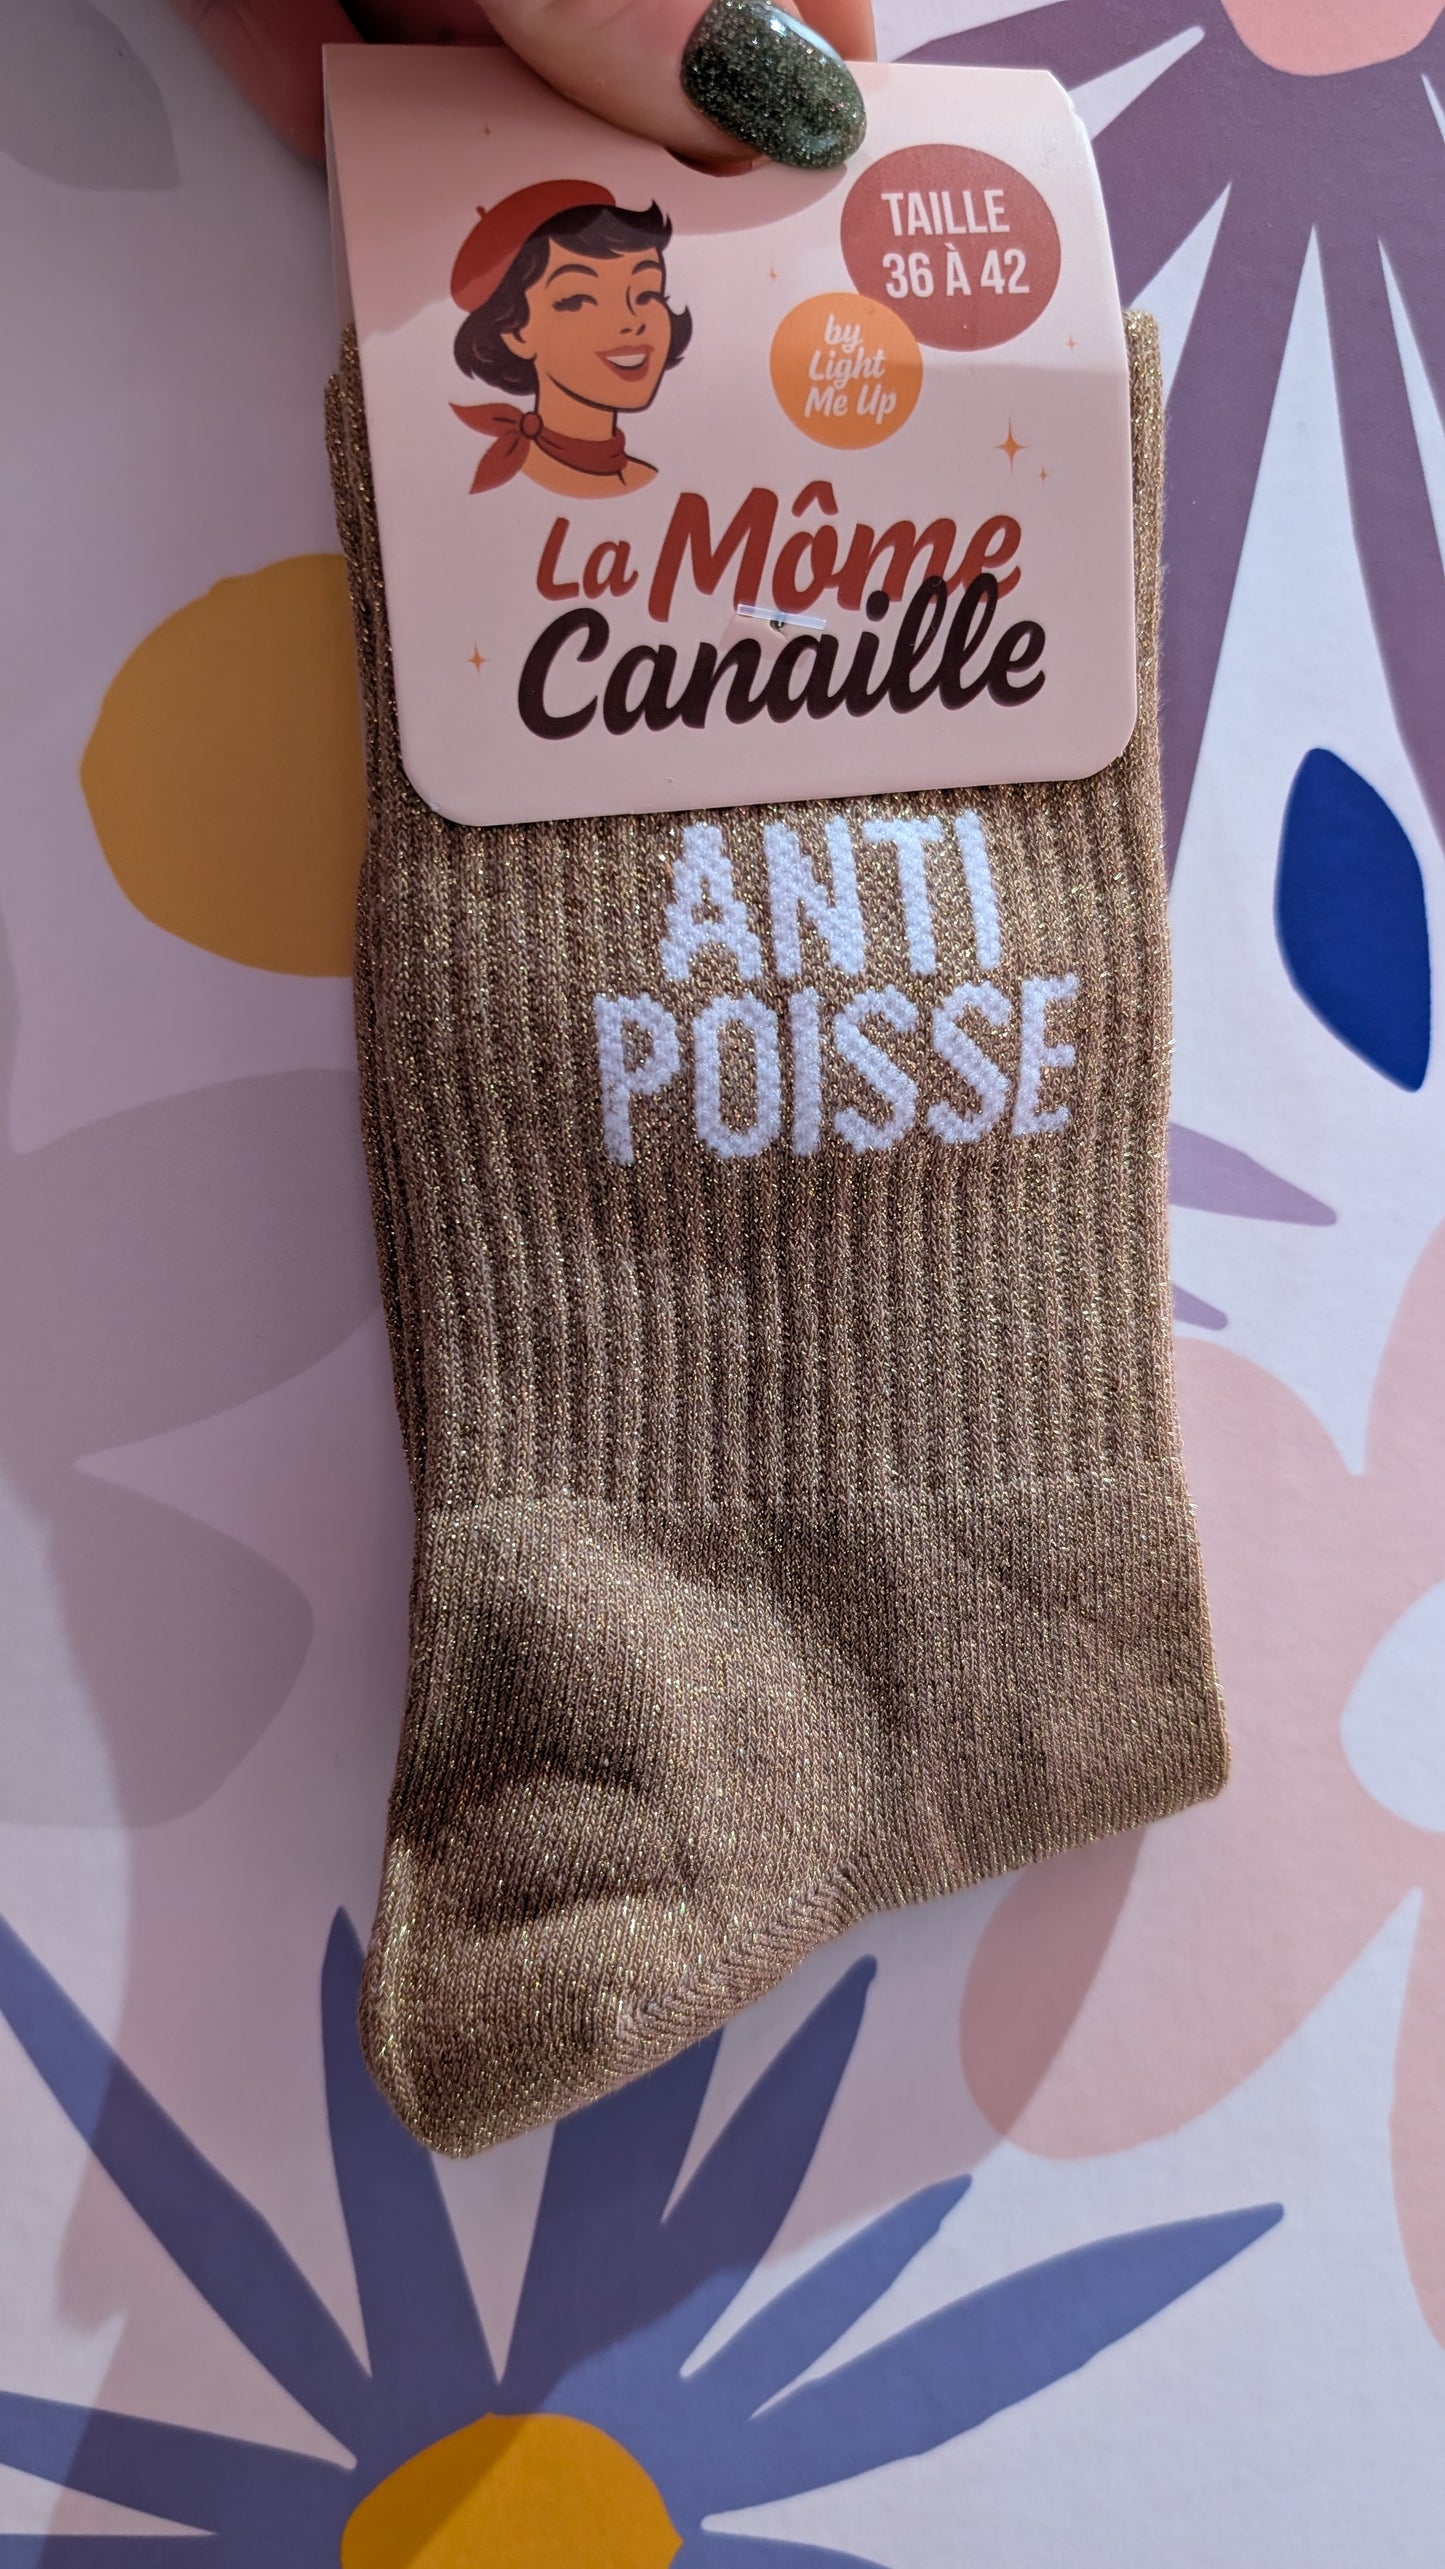 TAILLE
36 À 42
by
Light
Me Up
La Môme
Canaille
ANTI
POISSE